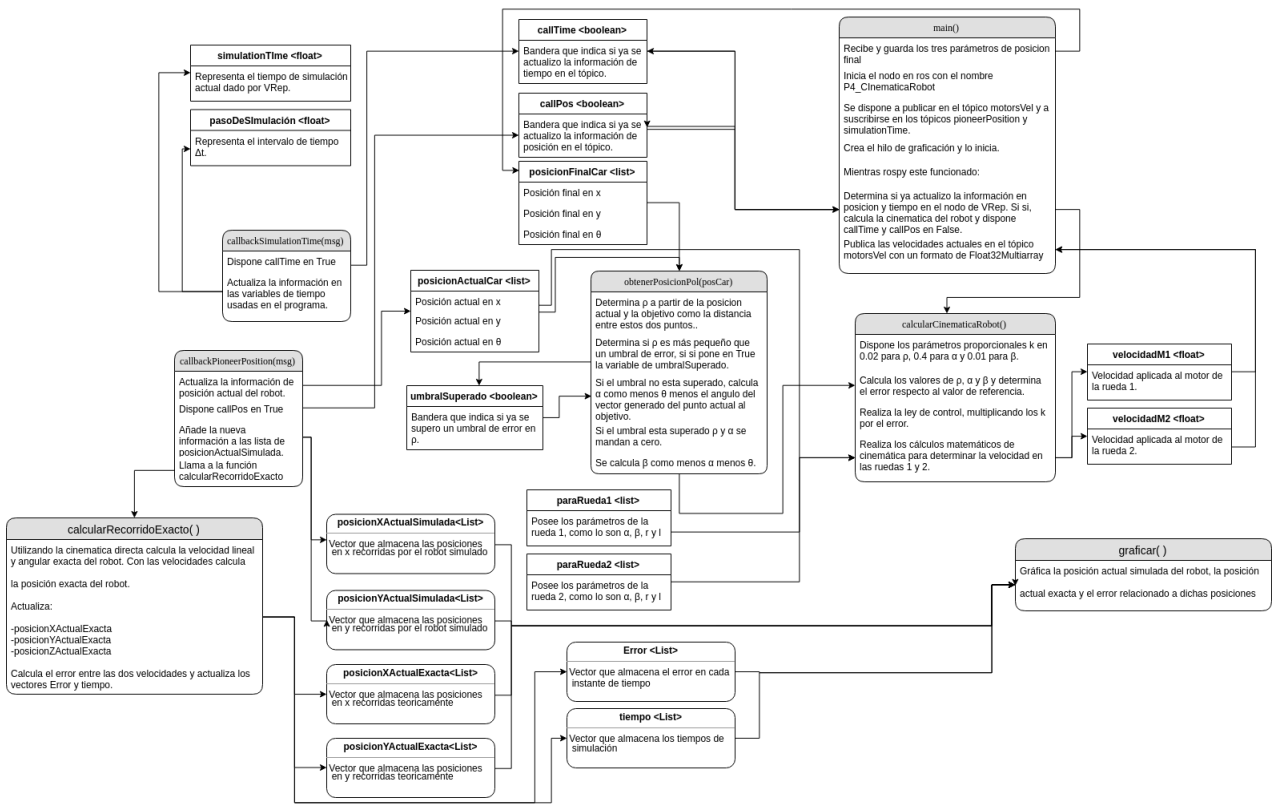 simulationTIme <float>
Representa el tiempo de simulación
actual dado por VRep.
pasoDeSImulación <float>
Representa el intervalo de tiempo
Δt.
callbackSimulationTime(msg)
Dispone callTime en True
Actualiza la información en
las variables de tiempo
usadas en el programa.
callbackPioneerPosition(msg)
Actualiza la información de
posición actual del robot.
Dispone callPos en True
Añade la nueva
información a las lista de
posicionActualSimulada.
Llama a la función
calcularRecorridoExacto
calcularRecorridoExacto( )
Utilizando la cinematica directa calcula la velocidad lineal
y angular exacta del robot. Con las velocidades calcula
la posición exacta del robot.
Actualiza:
-posicionXActualExacta
-posicionYActualExacta
-posicionZActualExacta
Calcula el error entre las dos velocidades y actualiza los
vectores Error y tiempo.
callTime <boolean>
Bandera que indica si ya se
actualizo la información de
tiempo en el tópico.
callPos <boolean>
Bandera que indica si ya se
actualizo la información de
posición en el tópico.
posicionFinalCar <list>
Posición final en x
Posición final en y
Posición final en θ
posicionActualCar <list>
Posición actual en x
Posición actual en y
Posición actual en θ
umbralSuperado <boolean>
Bandera que indica si ya se
supero un umbral de error en
ρ.
obtenerPosicionPol(posCar)
Determina ρ a partir de la posicion
actual y la objetivo como la distancia
entre estos dos puntos..
Determina si ρ es más pequeño que
un umbral de error, si si pone en True
la variable de umbralSuperado.
Si el umbral no esta superado, calcula
α como menos θ menos el angulo del
vector generado del punto actual al
objetivo.
Si el umbral esta superado ρ y α se
mandan a cero.
Se calcula β como menos α menos θ.
paraRueda1 <list>
Posee los parámetros de la
rueda 1, como lo son α, β, r y l
paraRueda2 <list>
Posee los parámetros de la
rueda 2, como lo son α, β, r y l
posicionXActualSimulada<List>
Vector que almacena las posiciones
en x recorridas por el robot simulado
posicionYActualSimulada<List>
Vector que almacena las posiciones
en y recorridas por el robot simulado
posicionXActualExacta<List>
Vector que almacena las posiciones
en x recorridas teoricamente
posicionYActualExacta<List>
Vector que almacena las posiciones
en y recorridas teoricamente
Error <List>
Vector que almacena el error en cada
instante de tiempo
tiempo <List>
Vector que almacena los tiempos de
simulación
main()
Recibe y guarda los tres parámetros de posicion
final
Inicia el nodo en ros con el nombre
P4_CInematicaRobot
Se dispone a publicar en el tópico motorsVel y a
suscribirse en los tópicos pioneerPosition y
simulationTime.
Crea el hilo de graficación y lo inicia.
Mientras rospy este funcionado:
Determina si ya actualizo la información en
posicion y tiempo en el nodo de VRep. Si si,
calcula la cinematica del robot y dispone
callTime y callPos en False.
Publica las velocidades actuales en el tópico
motorsVel con un formato de Float32Multiarray
calcularCinematicaRobot()
Dispone los parámetros proporcionales k en
0.02 para ρ, 0.4 para α y 0.01 para β.
Calcula los valores de ρ, α y β y determina
el error respecto al valor de referencia.
Realiza la ley de control, multiplicando los k
por el error.
Realiza los cálculos matemáticos de
cinemática para determinar la velocidad en
las ruedas 1 y 2.
velocidadM1 <float>
Velocidad aplicada al motor de
la rueda 1.
velocidadM2 <float>
Velocidad aplicada al motor de
la rueda 2.
graficar( )
Gráfica la posición actual simulada del robot, la posición
actual exacta y el error relacionado a dichas posiciones